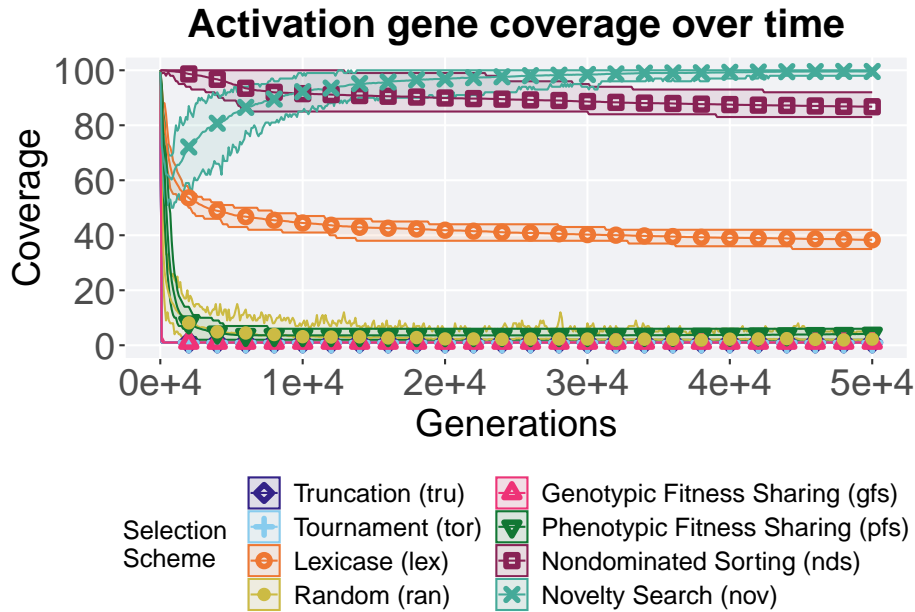 Activation gene coverage over time
Coverage
100
80
60
40
20
0
0e+4 1e+4 2e+4 3e+4 4e+4 5e+4
Generations
Selection
Scheme
Truncation (tru)
Tournament (tor)
Lexicase (lex)
Random (ran)
Genotypic Fitness Sharing (gfs)
Phenotypic Fitness Sharing (pfs)
Nondominated Sorting (nds)
Novelty Search (nov)